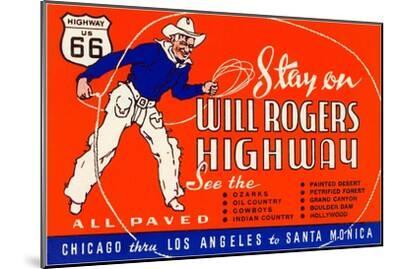 HIGHWAY
US
66
Stay on
WILL ROGERS
HIGHWAY
See the
• OZARKS
• OIL COUNTRY
• COWBOYS
• INDIAN COUNTRY
• PAINTED DESERT
• PETRIFIED FOREST
• GRAND CANYON
• BOULDER DAM
• HOLLYWOOD
ALL PAVED
CHICAGO thru LOS ANGELES to SANTA MONICA